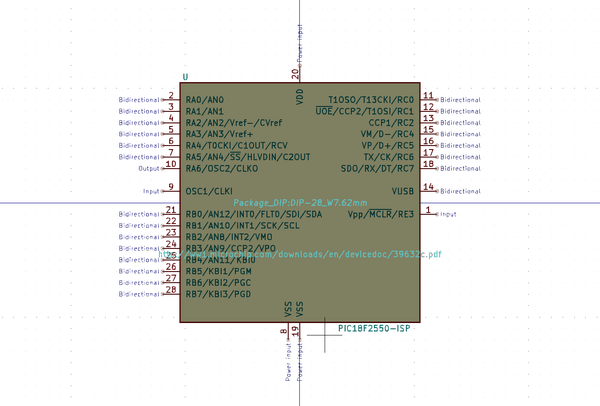 Power input
20
U
VDD
Bidirectional 2 RA0/AN0 T1OSO/T13CKI/RC0 11 Bidirectional
Bidirectional 3 RA1/AN1 UOE/CCP2/T1OSI/RC1 12 Bidirectional
Bidirectional 4 RA2/AN2/Vref-/CVref CCP1/RC2 13 Bidirectional
Bidirectional 5 RA3/AN3/Vref+ VM/D-/RC4 15 Bidirectional
Bidirectional 6 RA4/T0CKI/C1OUT/RCV VP/D+/RC5 16 Bidirectional
Bidirectional 7 RA5/AN4/SS/HLVDIN/C2OUT TX/CK/RC6 17 Bidirectional
Output 10 RA6/OSC2/CLKO SDO/RX/DT/RC7 18 Bidirectional
Input 9 OSC1/CLKI VUSB 14 Bidirectional
Package_DIP:DIP-28_W7.62mm
Bidirectional 21 RB0/AN12/INT0/FLT0/SDI/SDA Vpp/MCLR/RE3 1 Input
Bidirectional 22 RB1/AN10/INT1/SCK/SCL
Bidirectional 23 RB2/AN8/INT2/VMO
Bidirectional 24 RB3/AN9/CCP2/VPO
http://ww1.microchip.com/downloads/en/devicedoc/39632c.pdf
Bidirectional 25 RB4/AN11/KBI0
Bidirectional 26 RB5/KBI1/PGM
Bidirectional 27 RB6/KBI2/PGC
Bidirectional 28 RB7/KBI3/PGD
VSS VSS
8 19
PIC18F2550-ISP
Power input Power input